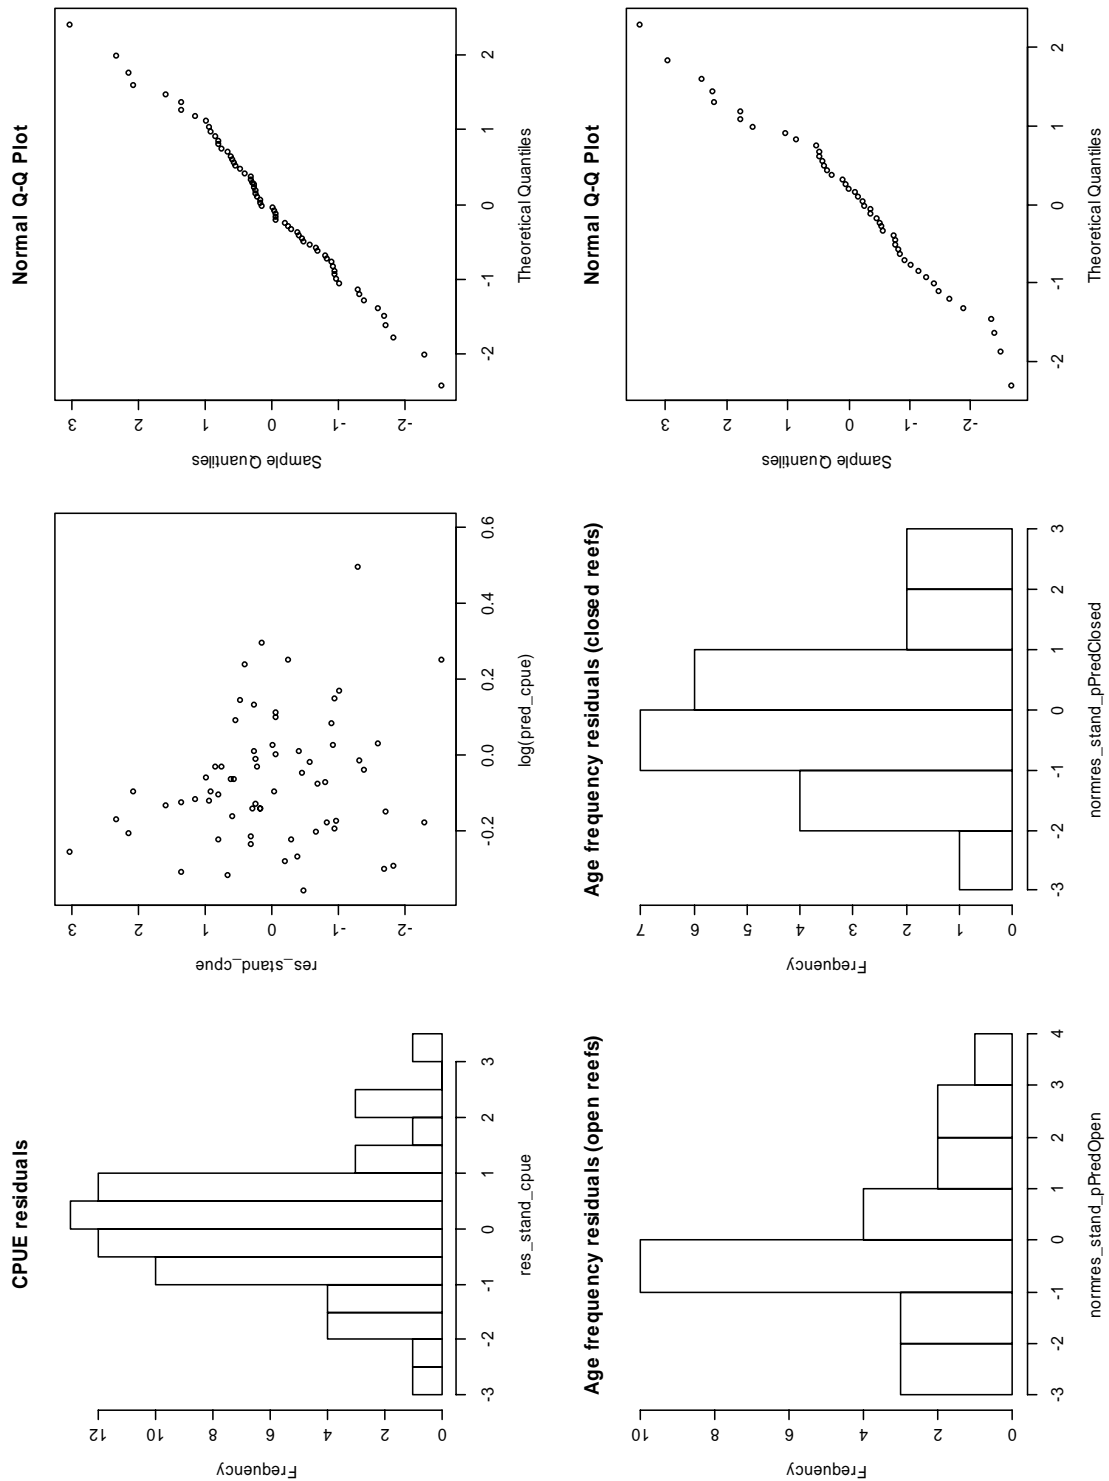 CPUE residuals
Frequency
0 2 4 6 8 10 12
-3 -2 -1 0 1 2 3
res_stand_cpue
res_stand_cpue
-2 -1 0 1 2 3
-0.2 0.0 0.2 0.4 0.6
log(pred_cpue)
Normal Q-Q Plot
Sample Quantiles
-2 -1 0 1 2 3
-2 -1 0 1 2
Theoretical Quantiles
Age frequency residuals (open reefs)
Frequency
0 2 4 6 8 10
-3 -2 -1 0 1 2 3 4
normres_stand_pPredOpen
Age frequency residuals (closed reefs)
Frequency
0 1 2 3 4 5 6 7
-3 -2 -1 0 1 2 3
normres_stand_pPredClosed
Normal Q-Q Plot
Sample Quantiles
-2 -1 0 1 2 3
-2 -1 0 1 2
Theoretical Quantiles